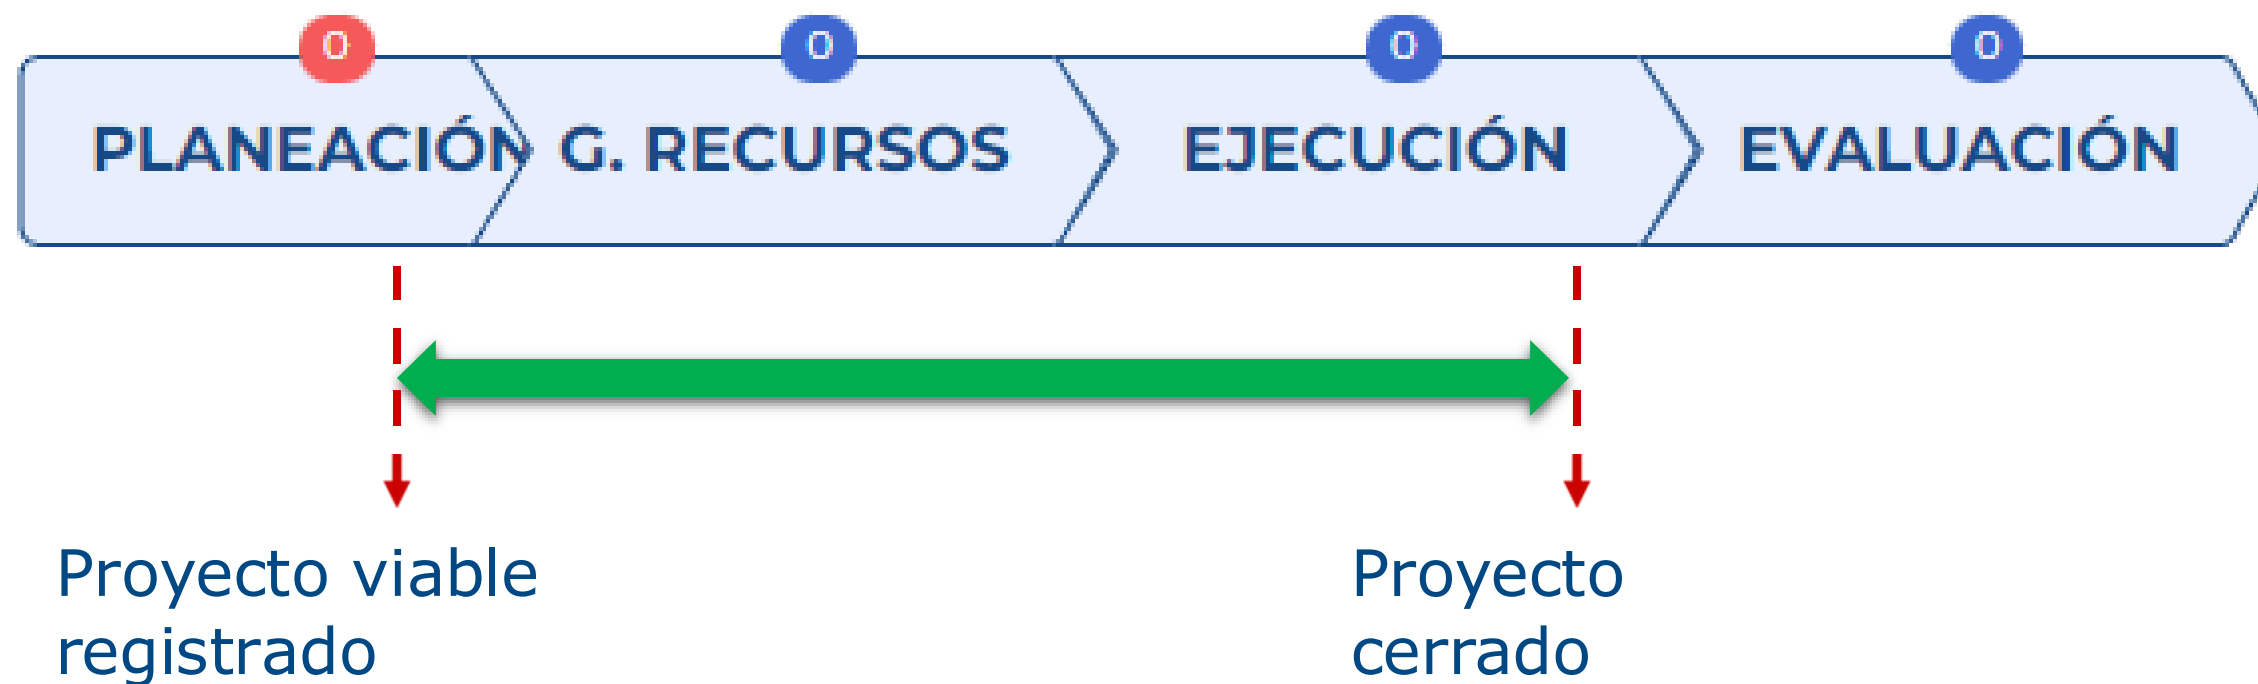 0 0 0 0
PLANEACIÓN G. RECURSOS EJECUCIÓN EVALUACIÓN
Proyecto viable
registrado
Proyecto
cerrado